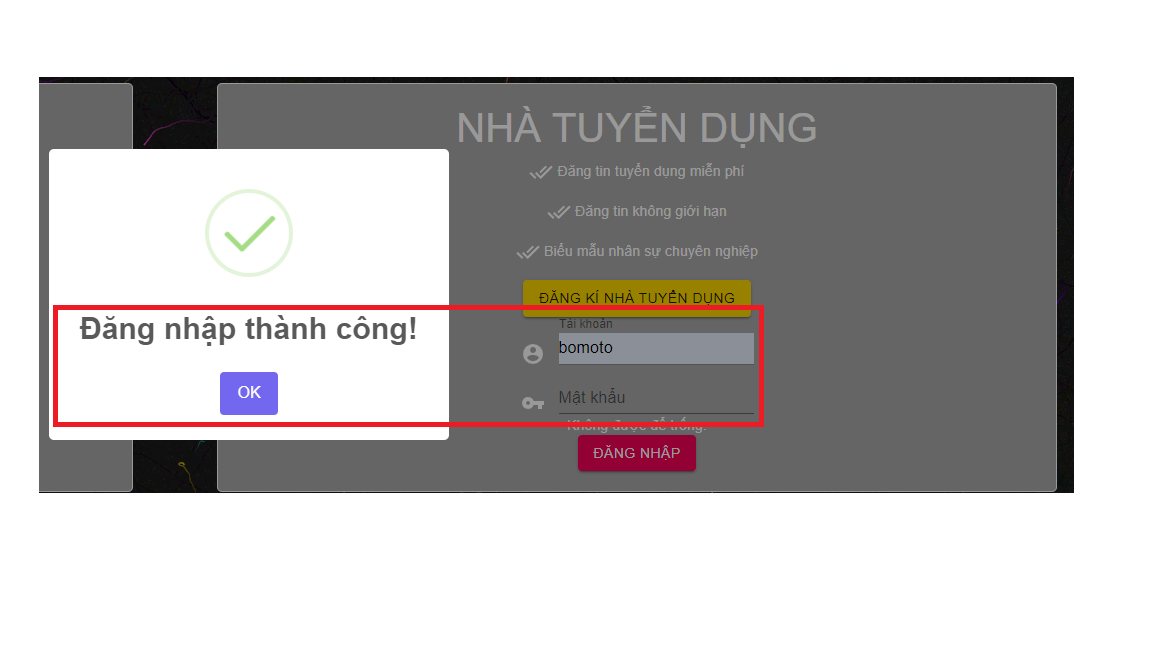 NHÀ TUYỂN DỤNG
Đăng tin tuyển dụng miễn phí
Đăng tin không giới hạn
Biểu mẫu nhân sự chuyên nghiệp
ĐĂNG KÍ NHÀ TUYỂN DỤNG
Tài khoản
bomoto
Mật khẩu
Không được để trống!
ĐĂNG NHẬP
Đăng nhập thành công!
OK